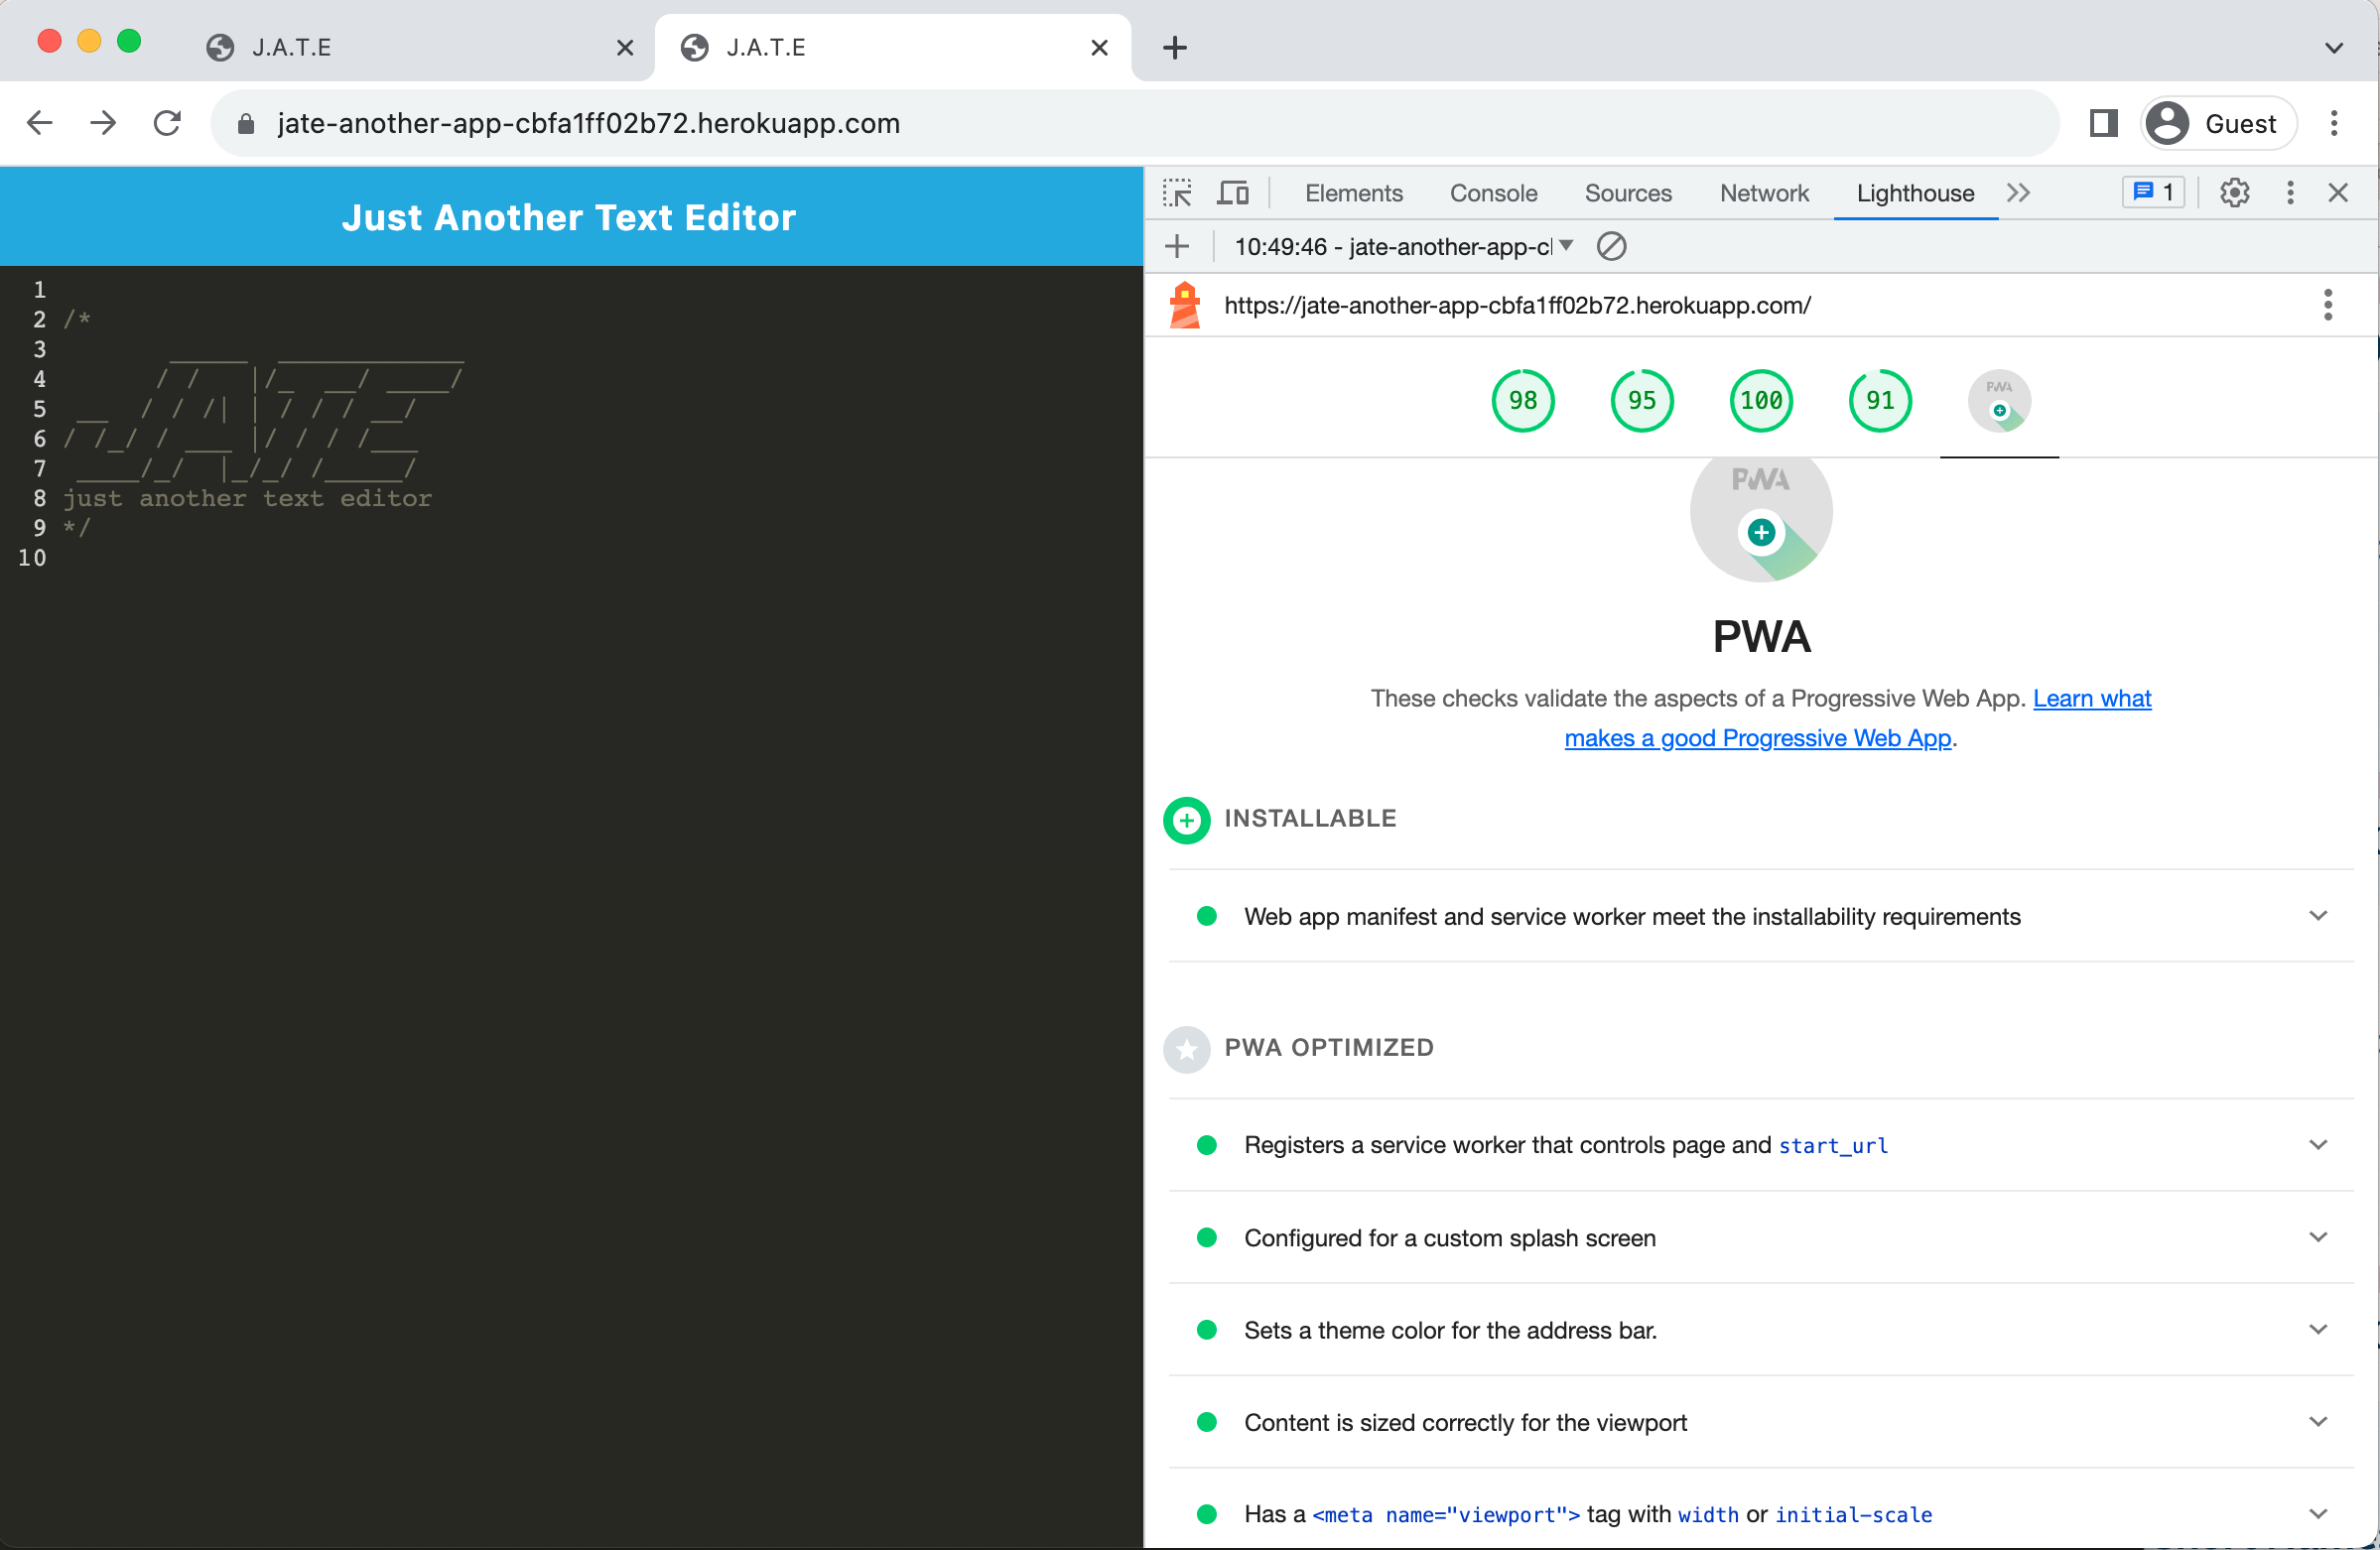 J.A.T.E
J.A.T.E
jate-another-app-cbfa1ff02b72.herokuapp.com
Guest
Just Another Text Editor
1
2 /*
3
4
5
6
7
8 just another text editor
9 */
10
Elements Console Sources Network Lighthouse 1
10:49:46 - jate-another-app-c
https://jate-another-app-cbfa1ff02b72.herokuapp.com/
98 95 100 91 PWA
PWA
PWA
These checks validate the aspects of a Progressive Web App. Learn what
makes a good Progressive Web App.
INSTALLABLE
Web app manifest and service worker meet the installability requirements
PWA OPTIMIZED
Registers a service worker that controls page and start_url
Configured for a custom splash screen
Sets a theme color for the address bar.
Content is sized correctly for the viewport
Has a <meta name="viewport"> tag with width or initial-scale